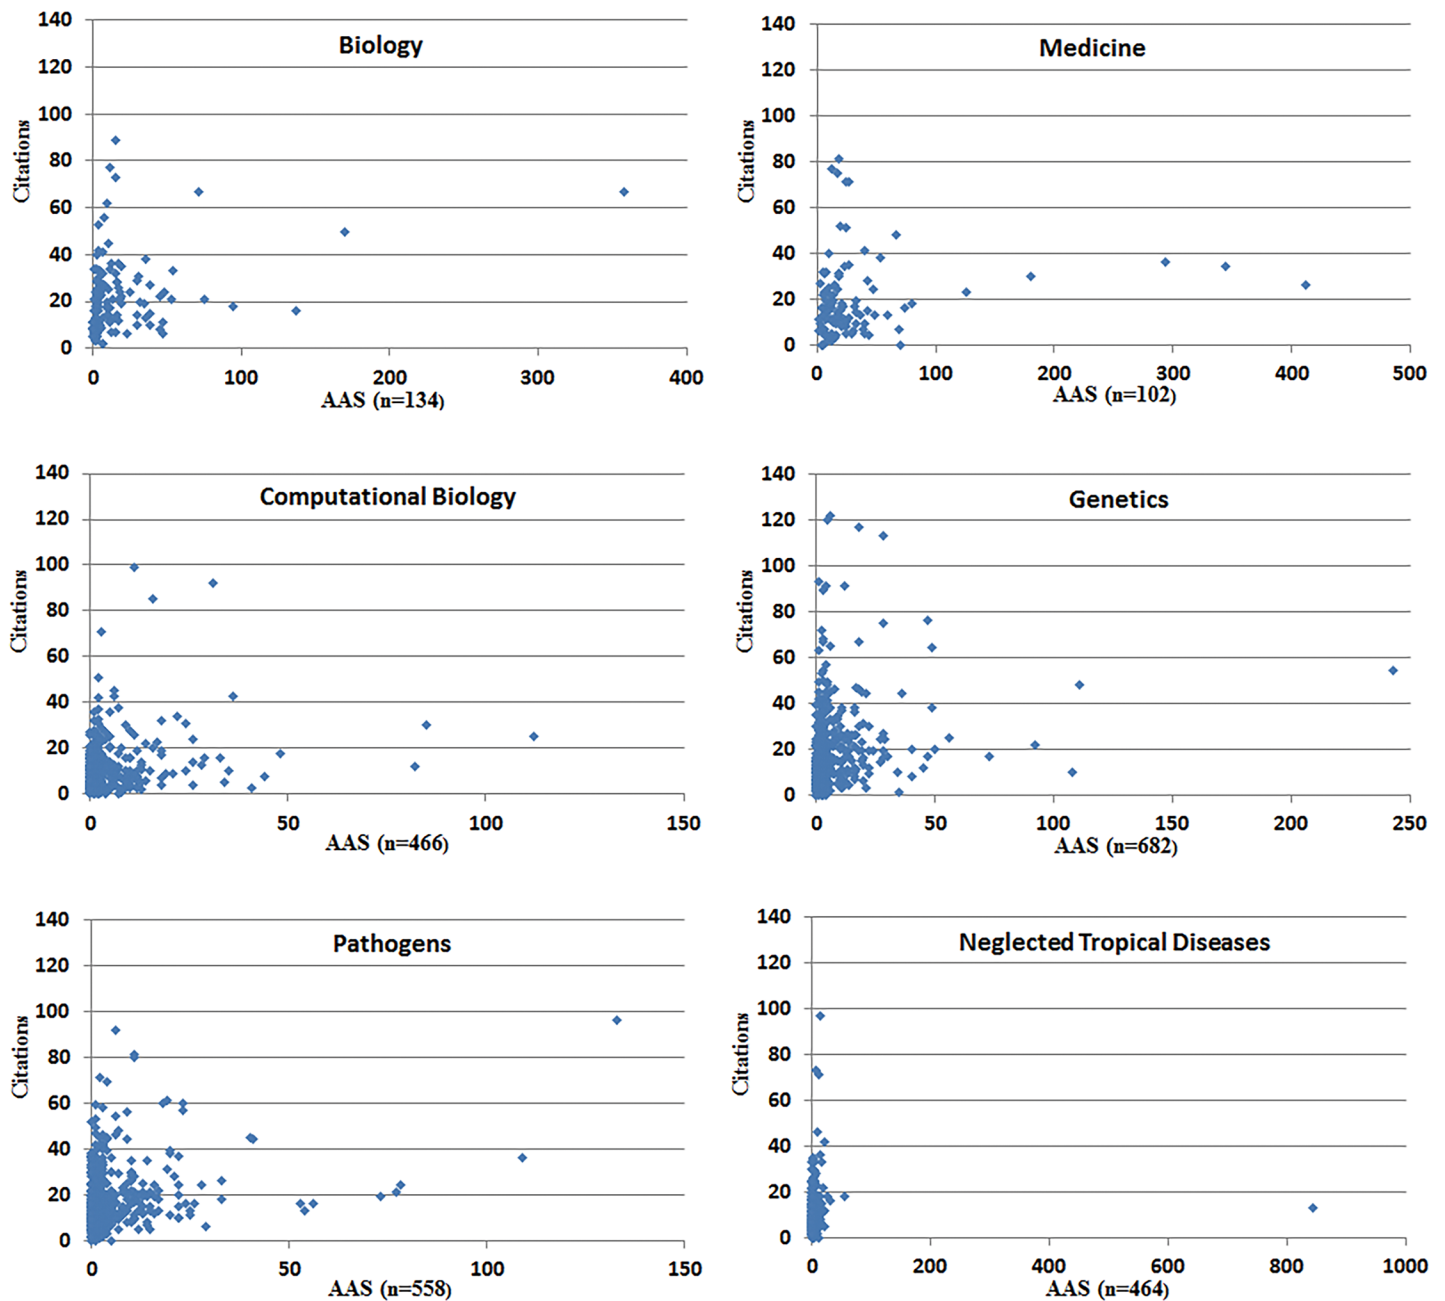 Biology
Citations
140
120
100
80
60
40
20
0
0 100 200 300 400
AAS (n=134)
Medicine
Citations
140
120
100
80
60
40
20
0
0 100 200 300 400 500
AAS (n=102)
Computational Biology
Citations
140
120
100
80
60
40
20
0
0 50 100 150
AAS (n=466)
Genetics
Citations
140
120
100
80
60
40
20
0
0 50 100 150 200 250
AAS (n=682)
Pathogens
Citations
140
120
100
80
60
40
20
0
0 50 100 150
AAS (n=558)
Neglected Tropical Diseases
Citations
140
120
100
80
60
40
20
0
0 200 400 600 800 1000
AAS (n=464)